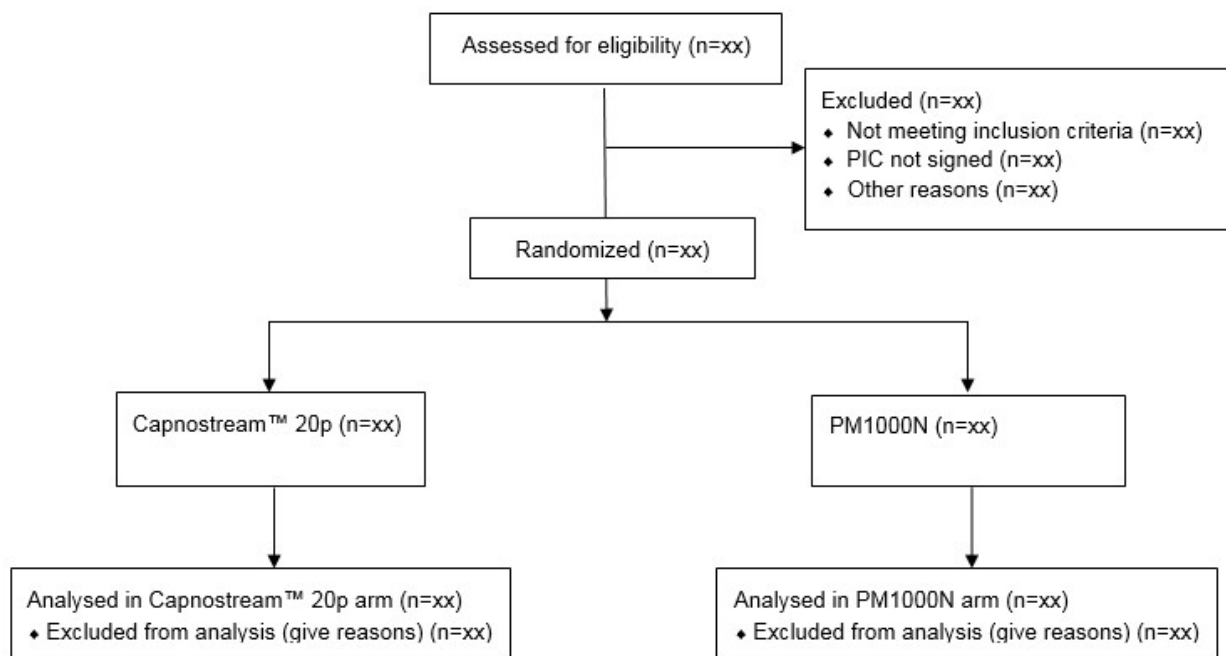 Assessed for eligibility (n=xx)
Excluded (n=xx)
⬥ Not meeting inclusion criteria (n=xx)
⬥ PIC not signed (n=xx)
⬥ Other reasons (n=xx)
Randomized (n=xx)
Capnostream™ 20p (n=xx)
PM1000N (n=xx)
Analysed in Capnostream™ 20p arm (n=xx)
⬥ Excluded from analysis (give reasons) (n=xx)
Analysed in PM1000N arm (n=xx)
⬥ Excluded from analysis (give reasons) (n=xx)